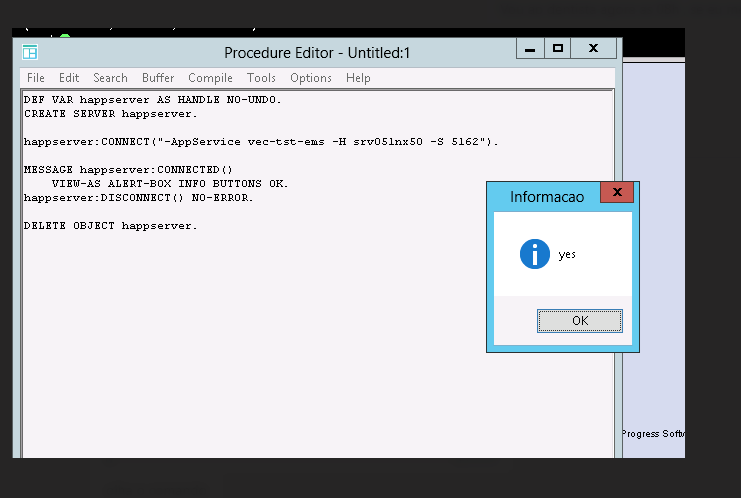 Procedure Editor - Untitled:1
File Edit Search Buffer Compile Tools Options Help
DEF VAR happserver AS HANDLE NO-UNDO.
CREATE SERVER happserver.
happserver:CONNECT("-AppService vec-tst-ems -H srv05lnx50 -S 5162").
MESSAGE happserver:CONNECTED()
VIEW-AS ALERT-BOX INFO BUTTONS OK.
happserver:DISCONNECT() NO-ERROR.
DELETE OBJECT happserver.
Informacao
yes
OK
Progress Softw